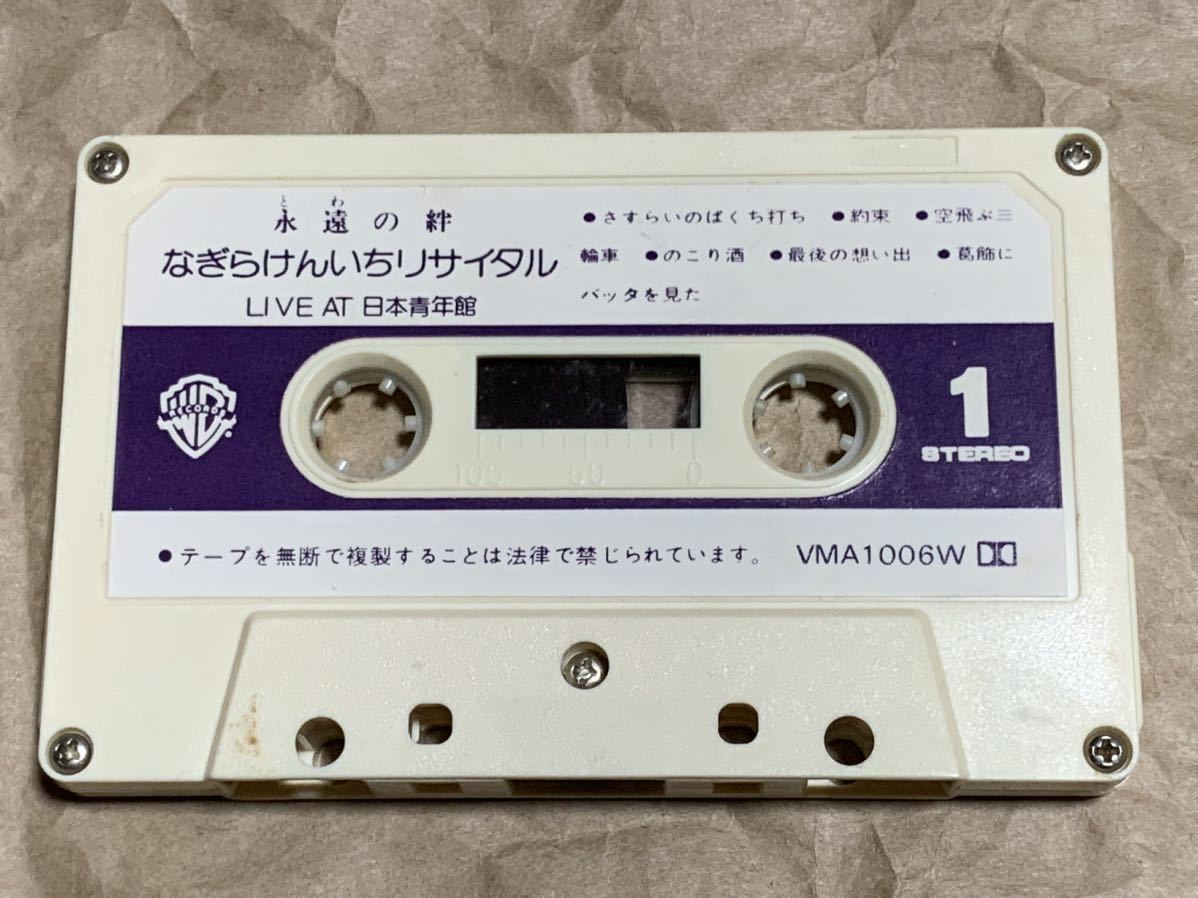 とわ
永遠の絆
なぎらけんいちリサイタル
LIVE AT 日本青年館
●さすらいのばくち打ち ●約束 ●空飛ぶ三
輪車 ●のこり酒 ●最後の想い出 ●葛飾に
バッタを見た
RECORDS
1
STEREO
100 50 0
●テープを無断で複製することは法律で禁じられています。 VMA1006W